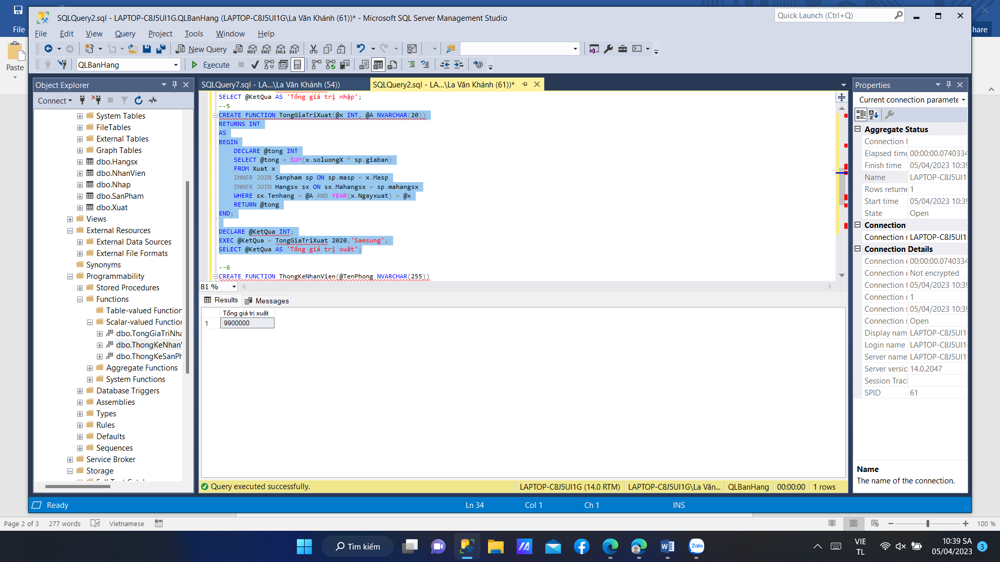 File
Paste
hare
SQLQuery2.sql - LAPTOP-C8J5UI1G.QLBanHang (LAPTOP-C8J5UI1G\La Văn Khánh (61))* - Microsoft SQL Server Management Studio
Quick Launch (Ctrl+Q)
File Edit View Query Project Tools Window Help
New Query
MDX DMX XMLA DAX
QLBanHang
Execute
Object Explorer
Connect
System Tables
FileTables
External Tables
Graph Tables
dbo.Hangsx
dbo.NhanVien
dbo.Nhap
dbo.SanPham
dbo.Xuat
Views
External Resources
External Data Sources
External File Formats
Synonyms
Programmability
Stored Procedures
Functions
Table-valued Function
Scalar-valued Function
dbo.TongGiaTriNha
dbo.ThongKeNhanV
dbo.ThongKeSanPh
Aggregate Functions
System Functions
Database Triggers
Assemblies
Types
Rules
Defaults
Sequences
Service Broker
Storage
SQLQuery7.sql - LA...\La Văn Khánh (54))
SQLQuery2.sql - LA...\La Văn Khánh (61))*
SELECT @KetQua AS 'Tổng giá trị nhập';
--5
CREATE FUNCTION TongGiaTriXuat(@x INT, @A NVARCHAR(20))
RETURNS INT
AS
BEGIN
DECLARE @tong INT
SELECT @tong = SUM(x.soluongX * sp.giaban)
FROM Xuat x
INNER JOIN Sanpham sp ON sp.masp = x.Masp
INNER JOIN Hangsx sx ON sx.Mahangsx = sp.mahangsx
WHERE sx.Tenhang = @A AND YEAR(x.Ngayxuat) = @x
RETURN @tong
END;
DECLARE @KetQua INT;
EXEC @KetQua = TongGiaTriXuat 2020,'Samsung';
SELECT @KetQua AS 'Tổng giá trị xuất';
--6
CREATE FUNCTION ThongKeNhanVien(@TenPhong NVARCHAR(255))
81 %
Results Messages
Tổng giá trị xuất
1 9900000
Query executed successfully.
LAPTOP-C8J5UI1G (14.0 RTM) LAPTOP-C8J5UI1G\La Văn... QLBanHang 00:00:00 1 rows
Properties
Current connection paramete
Aggregate Status
Connection f
Elapsed time 00:00:00.0740334
Finish time 05/04/2023 10:39
Name LAPTOP-C8J5UI1
Rows returne 1
Start time 05/04/2023 10:39
State Open
Connection
Connection n LAPTOP-C8J5UI1
Connection Details
Connection e 00:00:00.0740334
Connection e Not encrypted
Connection f 05/04/2023 10:39
Connection r 1
Connection s 05/04/2023 10:39
Connection s Open
Display nam LAPTOP-C8J5UI1
Login name LAPTOP-C8J5UI1
Server name LAPTOP-C8J5UI1
Server versic 14.0.2047
Session Traci
SPID 61
Name
The name of the connection.
Ready Ln 34 Col 1 Ch 1 INS
Page 2 of 3 277 words Vietnamese 100 %
Tìm kiếm
Zalo
VIE
TL
10:39 SA
05/04/2023
3